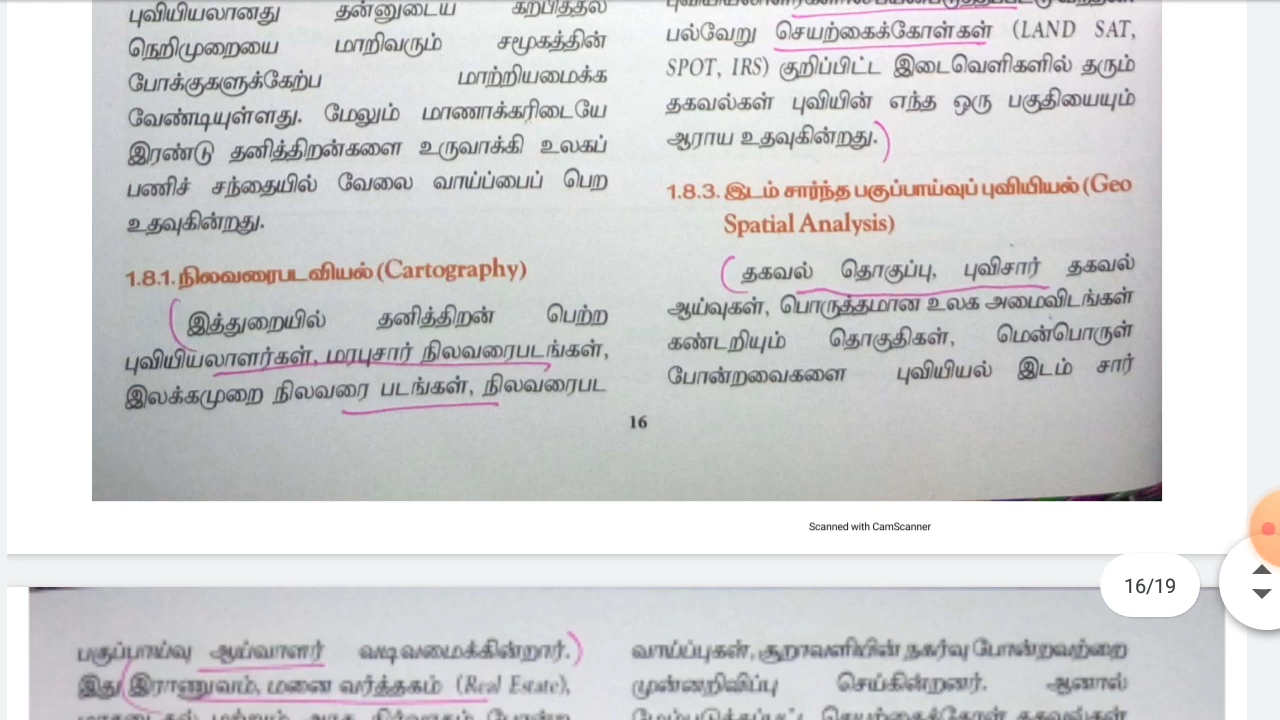 புவியியலானது தன்னுடைய கற்பித்தல்
நெறிமுறையை மாறிவரும் சமூகத்தின்
போக்குகளுக்கேற்ப மாற்றியமைக்க
வேண்டியுள்ளது. மேலும் மாணாக்கரிடையே
இரண்டு தனித்திறன்களை உருவாக்கி உலகப்
பணிச் சந்தையில் வேலை வாய்ப்பைப் பெற
உதவுகின்றது.
1.8.1. நிலவரைபடவியல் (Cartography)
இத்துறையில் தனித்திறன் பெற்ற
புவியியலாளர்கள், மரபுசார் நிலவரைபடங்கள்,
இலக்கமுறை நிலவரை படங்கள், நிலவரைபட
பல்வேறு செயற்கைக்கோள்கள் (LAND SAT,
SPOT, IRS) குறிப்பிட்ட இடைவெளிகளில் தரும்
தகவல்கள் புவியின் எந்த ஒரு பகுதியையும்
ஆராய உதவுகின்றது.
1.8.3. இடம் சார்ந்த பகுப்பாய்வுப் புவியியல் (Geo
Spatial Analysis)
தகவல் தொகுப்பு, புவிசார் தகவல்
ஆய்வுகள், பொருத்தமான உலக அமைவிடங்கள்
கண்டறியும் தொகுதிகள், மென்பொருள்
போன்றவைகளை புவியியல் இடம் சார்
16
Scanned with CamScanner
16/19
பகுப்பாய்வு ஆய்வாளர் வடிவமைக்கின்றார்.
இது இராணுவம், மனை வர்த்தகம் (Real Estate),
வாய்ப்புகள், சூறாவளியின் நகர்வு போன்றவற்றை
முன்னறிவிப்பு செய்கின்றனர். ஆனால்